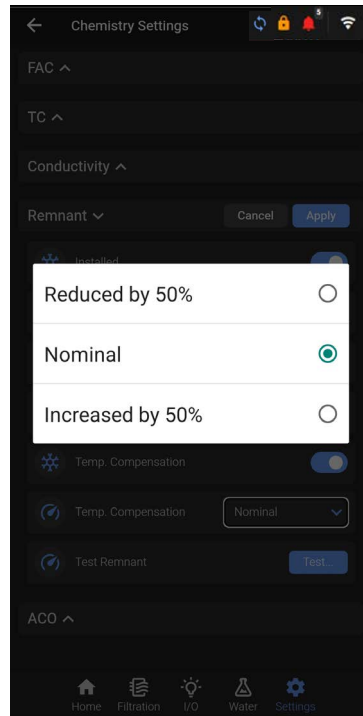 Chemistry Settings
5
FAC
TC
Conductivity
Remnant
Cancel
Apply
Installed
Reduced by 50%
Nominal
Increased by 50%
Temp. Compensation
Temp. Compensation
Nominal
Test Remnant
Test...
ACO
Home
Filtration
I/O
Water
Settings